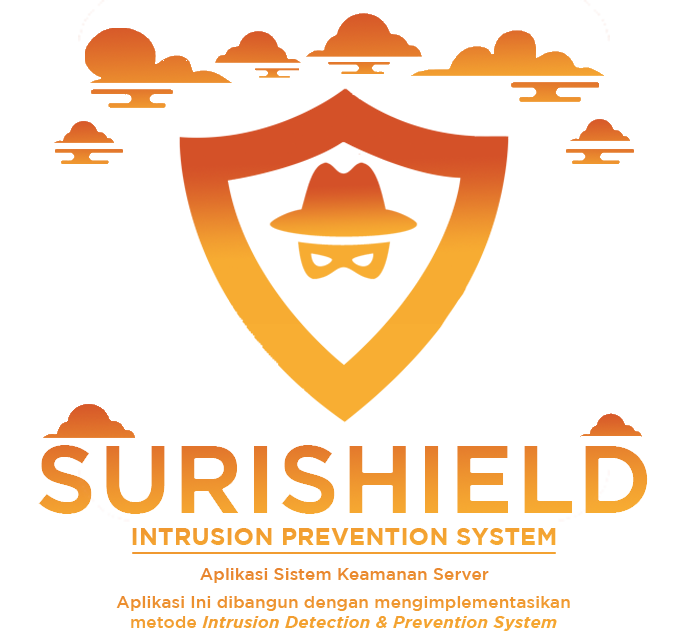 SURISHIELD
INTRUSION PREVENTION SYSTEM
Aplikasi Sistem Keamanan Server
Aplikasi Ini dibangun dengan mengimplementasikan
metode Intrusion Detection & Prevention System